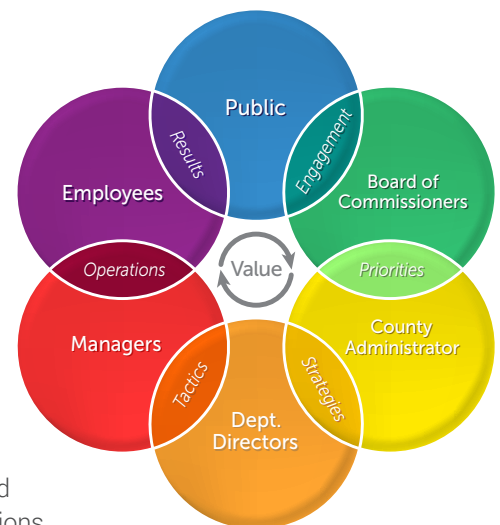 Public
Results
Engagement
Employees
Board of
Commissioners
Operations
Value
Priorities
Managers
County
Administrator
Tactics
Strategies
Dept.
Directors